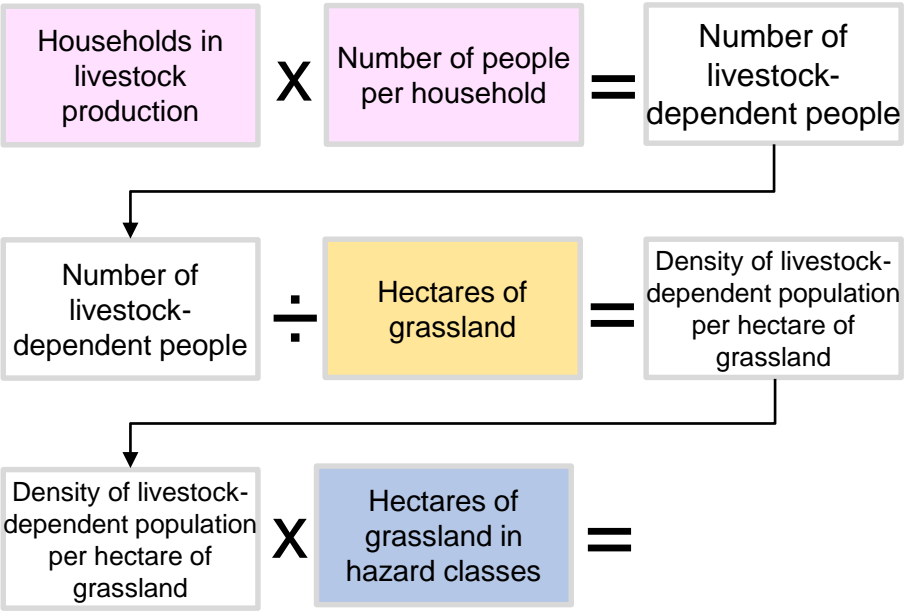 Households in
livestock
production
X
Number of people
per household
=
Number of
livestock-
dependent people
Number of
livestock-
dependent people
÷
Hectares of
grassland
=
Density of livestock-
dependent population
per hectare of
grassland
Density of livestock-
dependent population
per hectare of
grassland
X
Hectares of
grassland in
hazard classes
=